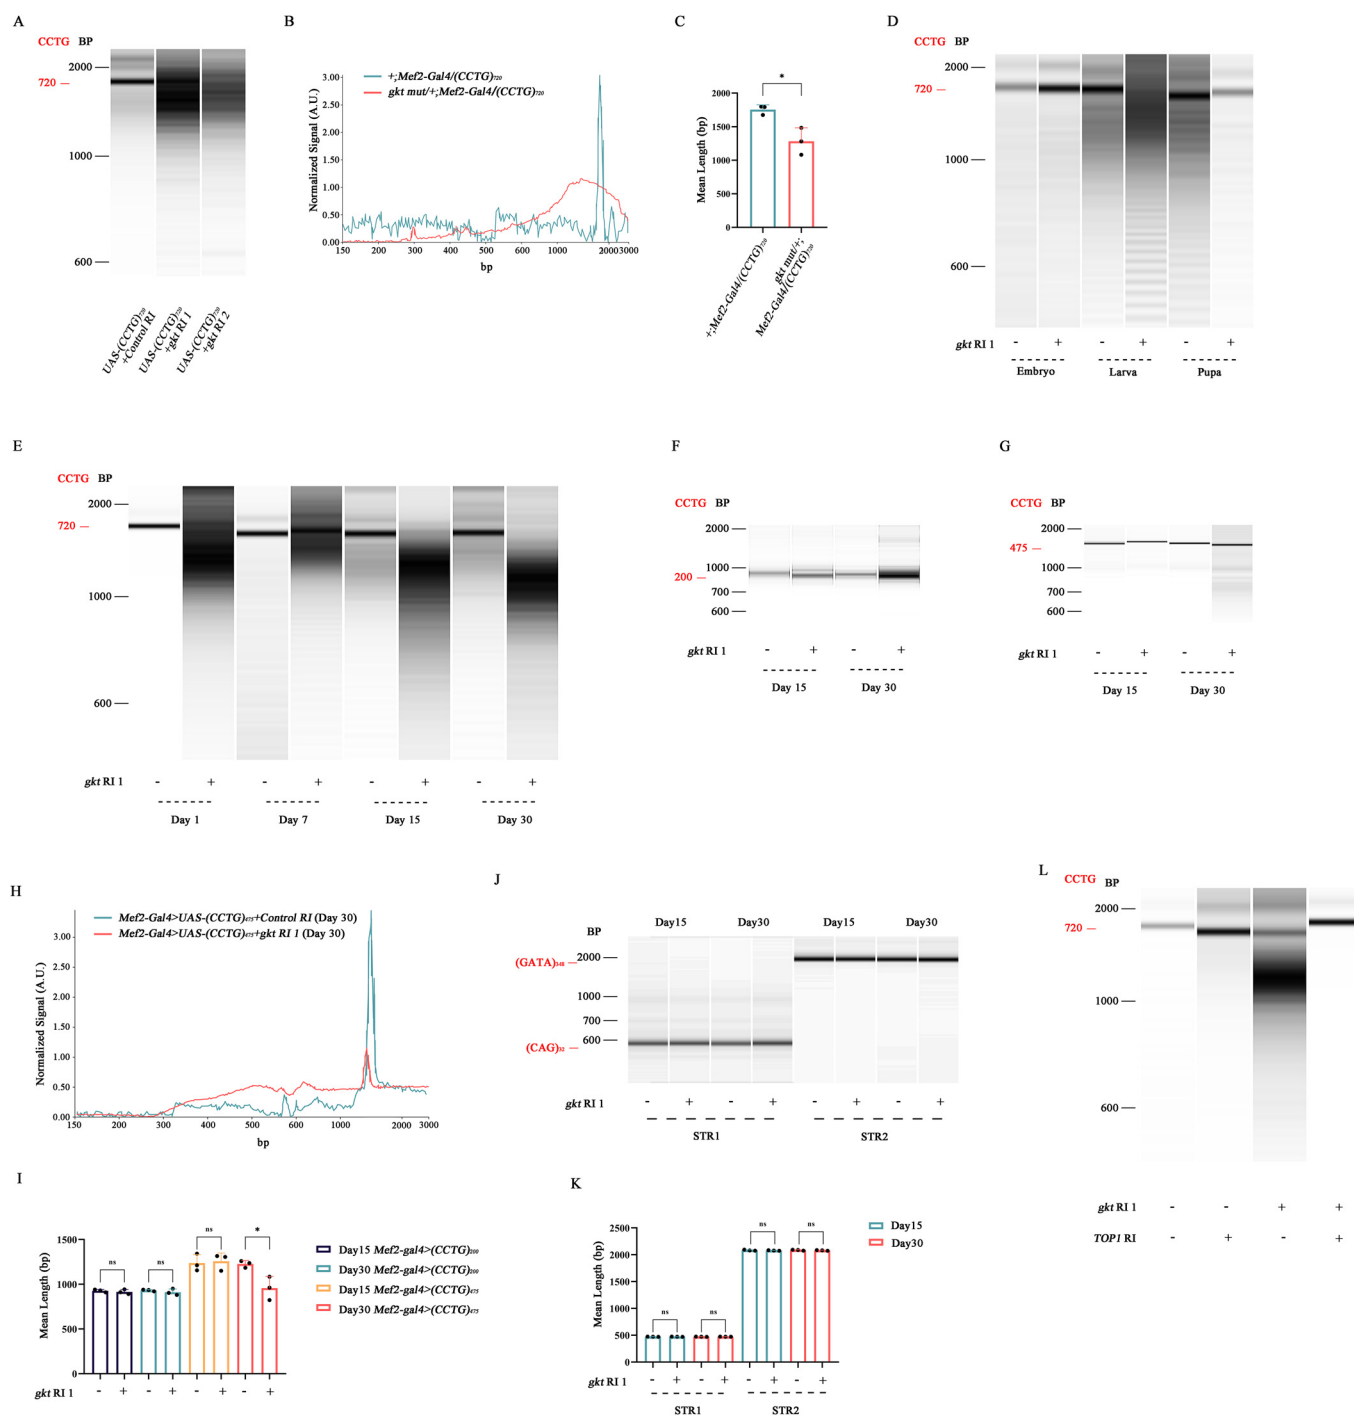 A
CCTG BP
2000
720
1000
600
UAS-(CCTG)720
+Control RI
UAS-(CCTG)720
+gkt RI 1
UAS-(CCTG)720
+gkt RI 2
B
+;Mef2-Gal4/(CCTG)720
gkt mut/+;Mef2-Gal4/(CCTG)720
Normalized Signal (A.U.)
3.00
2.50
2.00
1.50
1.00
0.50
0.00
150 200 300 400 500 600 1000 2000 3000
bp
C
*
Mean Length (bp)
2000
1500
1000
500
0
+;Mef2-Gal4/(CCTG)720
gkt mut/+;
Mef2-Gal4/(CCTG)720
D
CCTG BP
2000
720
1000
600
gkt RI 1 - + - + - +
Embryo Larva Pupa
E
CCTG BP
2000
720
1000
600
gkt RI 1 - + - + - + - +
Day 1 Day 7 Day 15 Day 30
F
CCTG BP
2000
1000
200
700
600
gkt RI 1 - + - +
Day 15 Day 30
G
CCTG BP
2000
475
1000
700
600
gkt RI 1 - + - +
Day 15 Day 30
H
Mef2-Gal4>UAS-(CCTG)475+Control RI (Day 30)
Mef2-Gal4>UAS-(CCTG)475+gkt RI 1 (Day 30)
Normalized Signal (A.U.)
3.00
2.50
2.00
1.50
1.00
0.50
0.00
150 200 300 400 500 600 1000 2000 3000
bp
J
Day15 Day30 Day15 Day30
BP
(GATA)348
2000
1000
700
600
(CAG)32
gkt RI 1 - + - + - + - +
STR1 STR2
L
CCTG BP
2000
720
1000
600
gkt RI 1 - - + +
TOP1 RI - + - +
I
Mean Length (bp)
1500
1000
500
0
ns ns ns *
gkt RI 1 - + - + - + - +
Day15 Mef2-gal4>(CCTG)200
Day30 Mef2-gal4>(CCTG)200
Day15 Mef2-gal4>(CCTG)475
Day30 Mef2-gal4>(CCTG)475
K
Mean Length (bp)
2500
2000
1500
1000
500
0
ns ns ns ns
gkt RI 1 - + - + - + - +
STR1 STR2
Day15
Day30